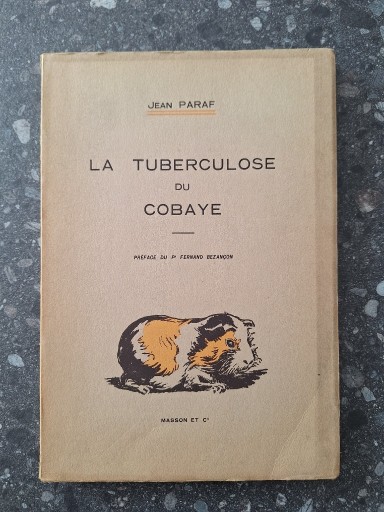 JEAN PARAF
LA TUBERCULOSE
DU
COBAYE
PRÉFACE DU Pʳ FERNAND BEZANÇON
MASSON ET Cⁱᵉ